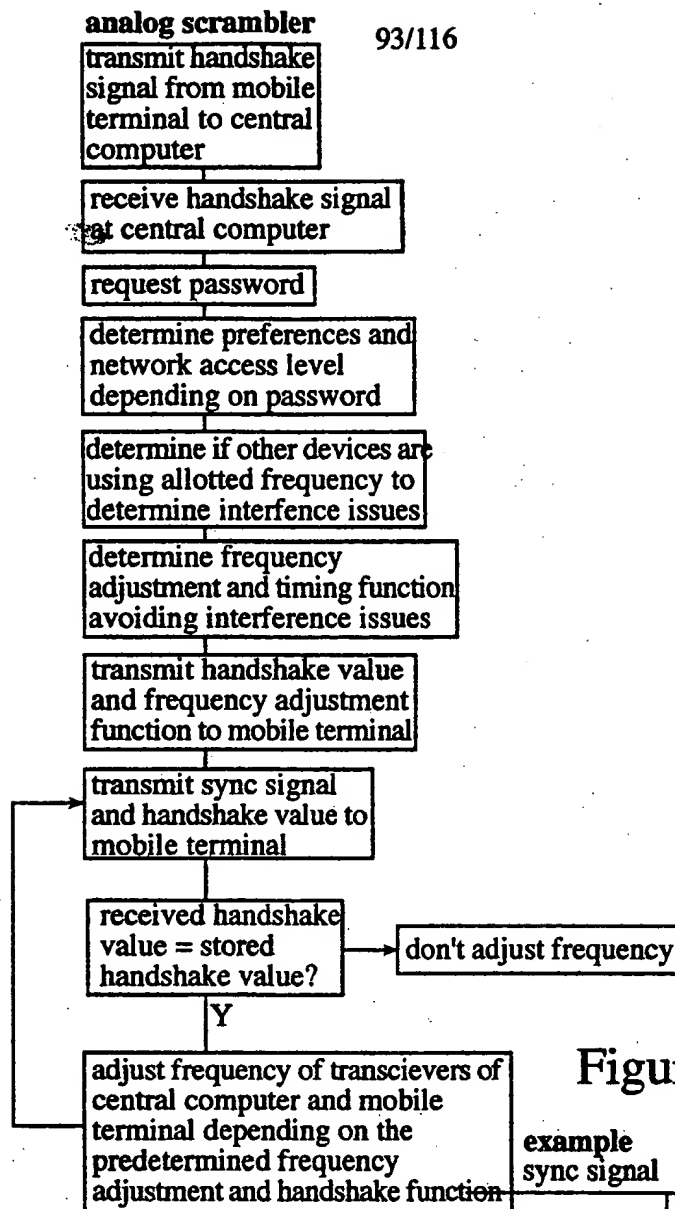 analog scrambler
93/116
transmit handshake
signal from mobile
terminal to central
computer
receive handshake signal
at central computer
request password
determine preferences and
network access level
depending on password
determine if other devices are
using allotted frequency to
determine interfence issues
determine frequency
adjustment and timing function
avoiding interference issues
transmit handshake value
and frequency adjustment
function to mobile terminal
transmit sync signal
and handshake value to
mobile terminal
received handshake
value = stored
handshake value?
don't adjust frequency
Y
adjust frequency of transcievers of
central computer and mobile
terminal depending on the
predetermined frequency
adjustment and handshake function
example
sync signal